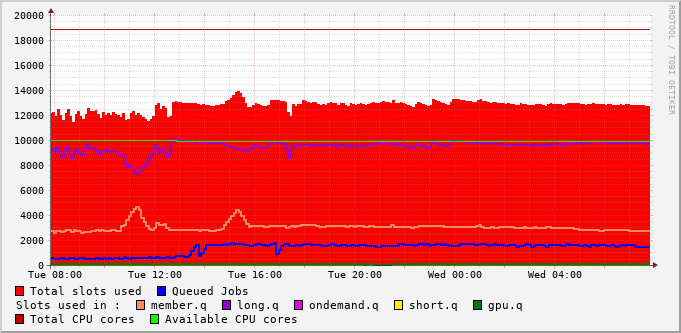 RRDTOOL / TOBI OETIKER
20000
18000
16000
14000
12000
10000
8000
6000
4000
2000
0
Tue 08:00 Tue 12:00 Tue 16:00 Tue 20:00 Wed 00:00 Wed 04:00
Total slots used Queued Jobs
Slots used in : member.q long.q ondemand.q short.q gpu.q
Total CPU cores Available CPU cores